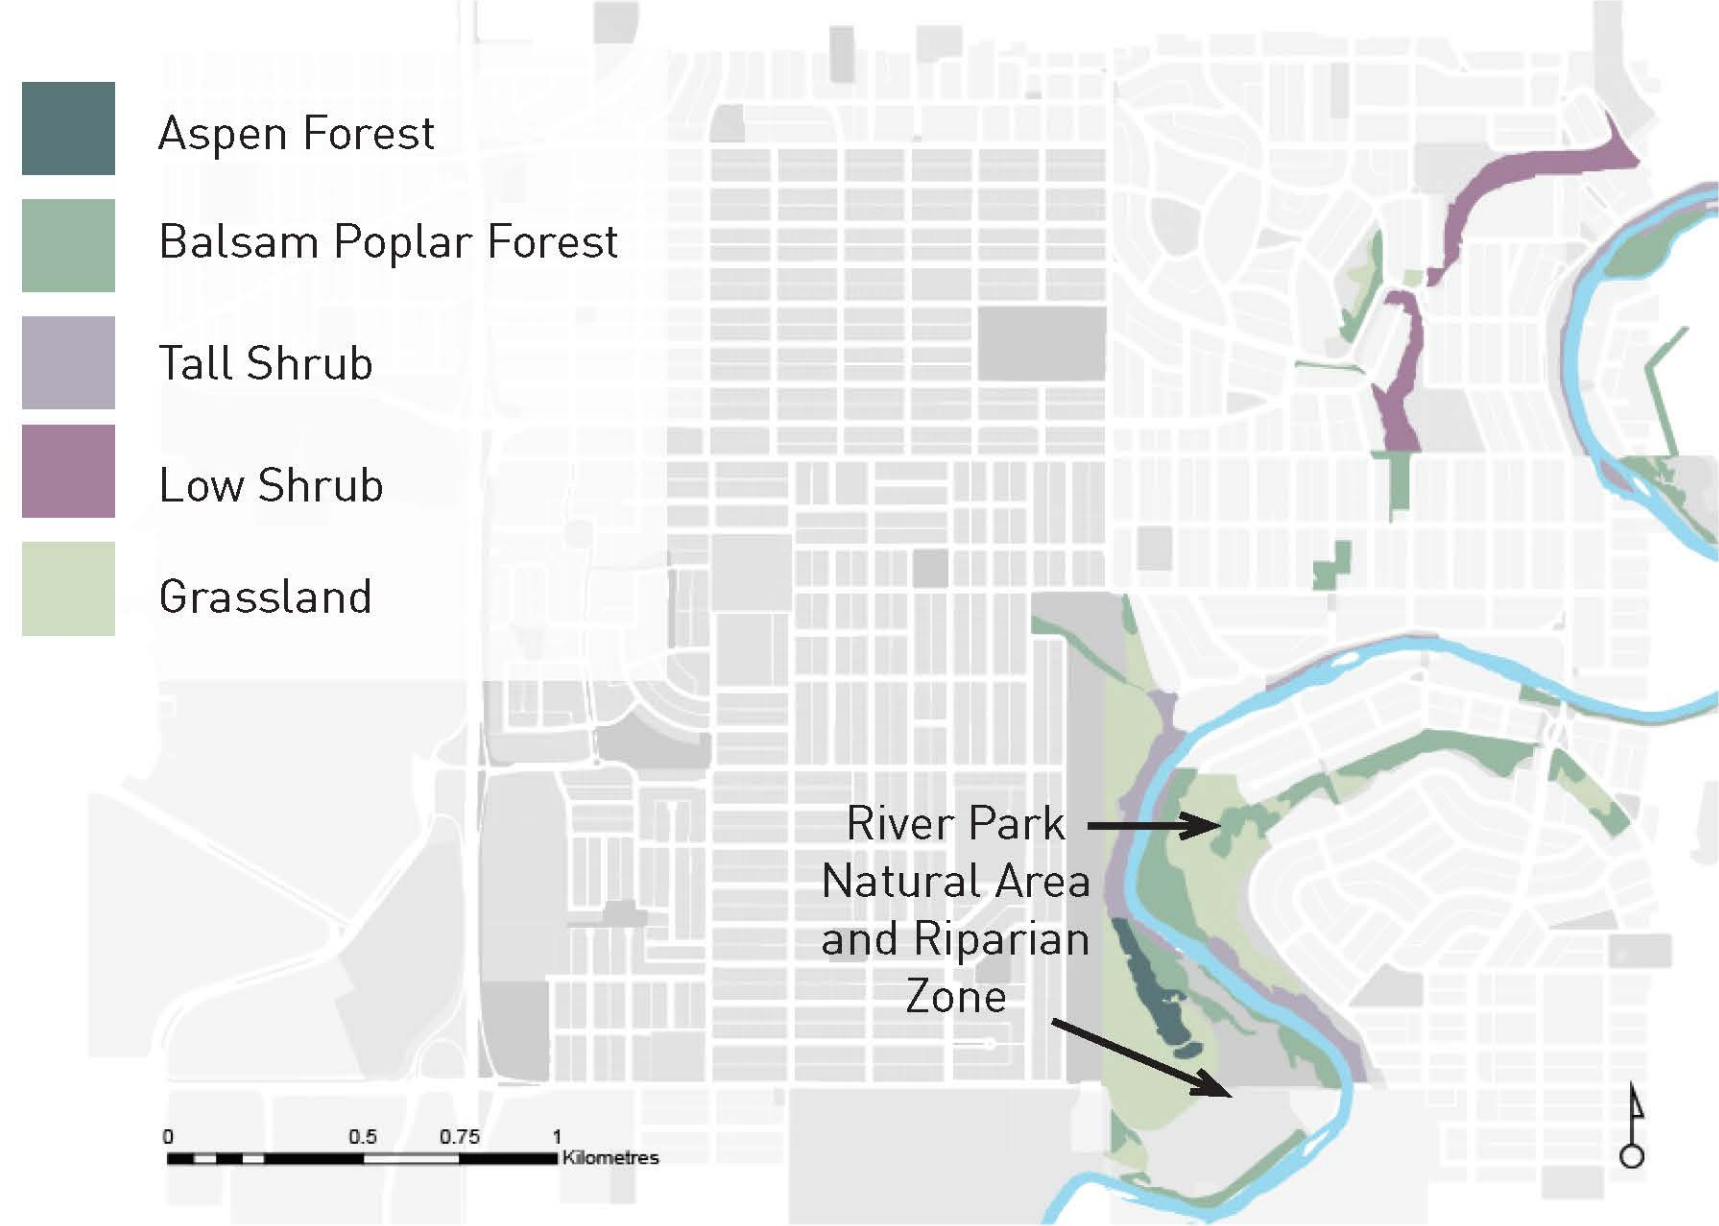 Aspen Forest
Balsam Poplar Forest
Tall Shrub
Low Shrub
Grassland
River Park
Natural Area
and Riparian
Zone
0 0.5 0.75 1
Kilometres